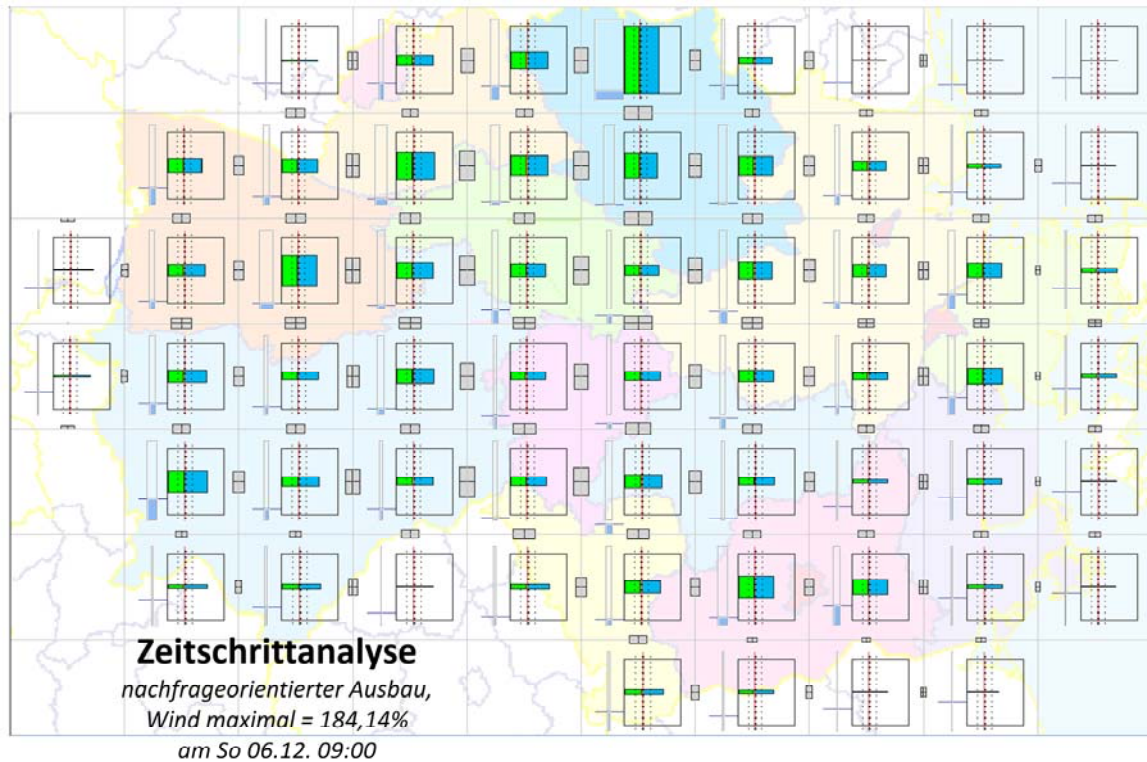 Zeitschrittanalyse
nachfrageorientierter Ausbau,
Wind maximal = 184,14%
am So 06.12. 09:00